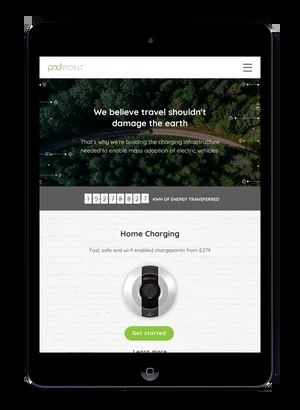 pod POINT
We believe travel shouldn't
damage the earth
That's why we're building the charging infrastructure
needed to enable mass adoption of electric vehicles
1 5 2 7 8 8 2 7 KWH OF ENERGY TRANSFERRED
Home Charging
Fast, safe and wi-fi enabled chargepoints from £279
Get started
Learn more